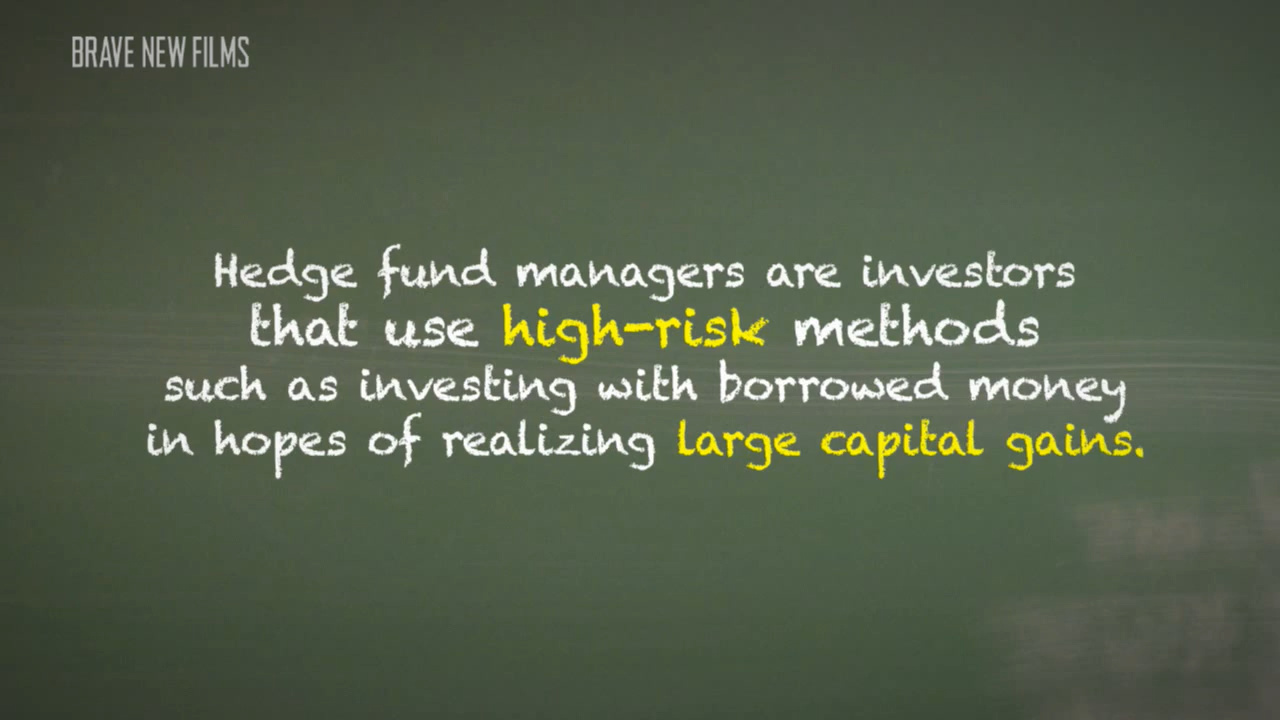 BRAVE NEW FILMS
Hedge fund managers are investors
that use high-risk methods
such as investing with borrowed money
in hopes of realizing large capital gains.